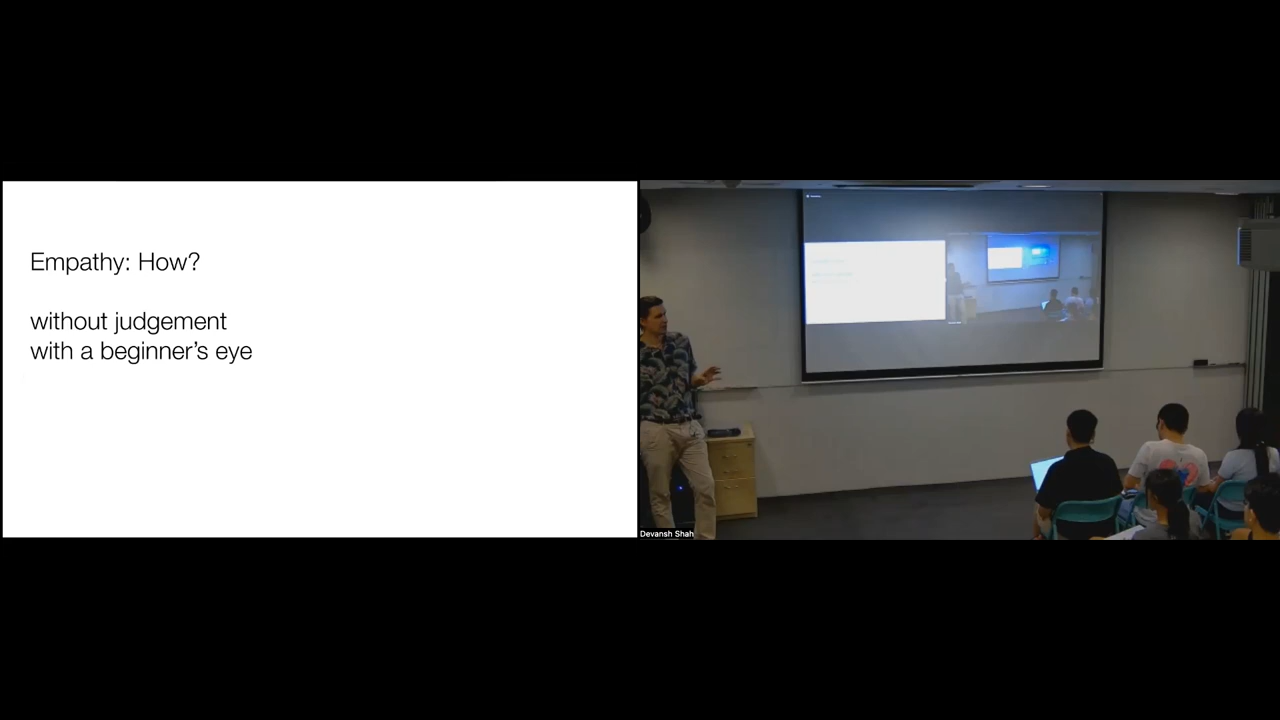 Empathy: How?
without judgement
with a beginner's eye
Devansh Shah